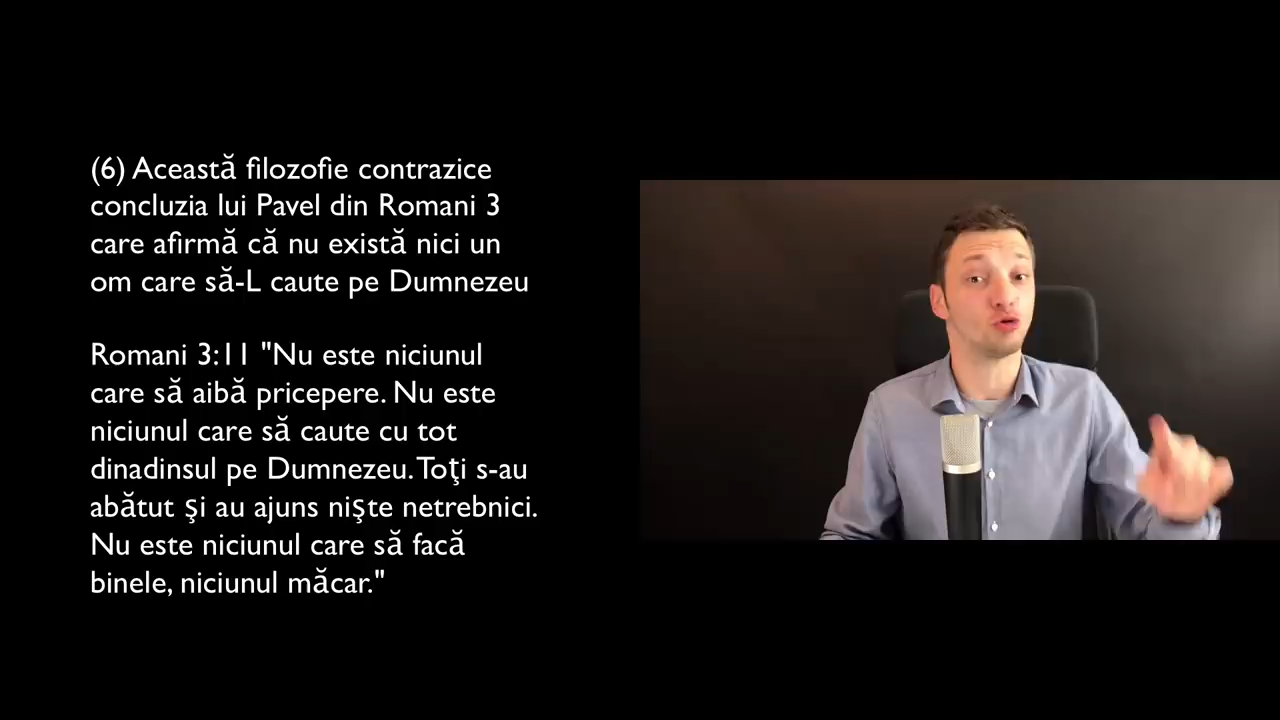 (6) Această filozofie contrazice
concluzia lui Pavel din Romani 3
care afirmă că nu există nici un
om care să-L caute pe Dumnezeu
Romani 3:11 "Nu este niciunul
care să aibă pricepere. Nu este
niciunul care să caute cu tot
dinadinsul pe Dumnezeu. Toţi s-au
abătut şi au ajuns nişte netrebnici.
Nu este niciunul care să facă
binele, niciunul măcar."